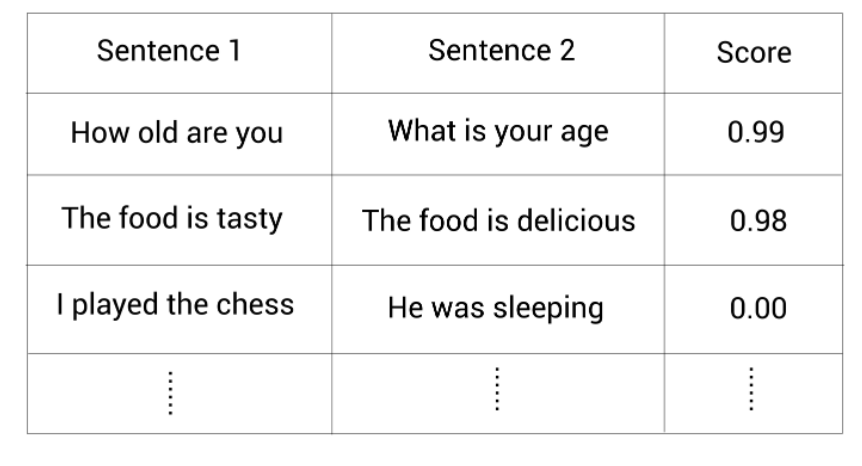 Sentence 1 Sentence 2 Score
How old are you What is your age 0.99
The food is tasty The food is delicious 0.98
I played the chess He was sleeping 0.00